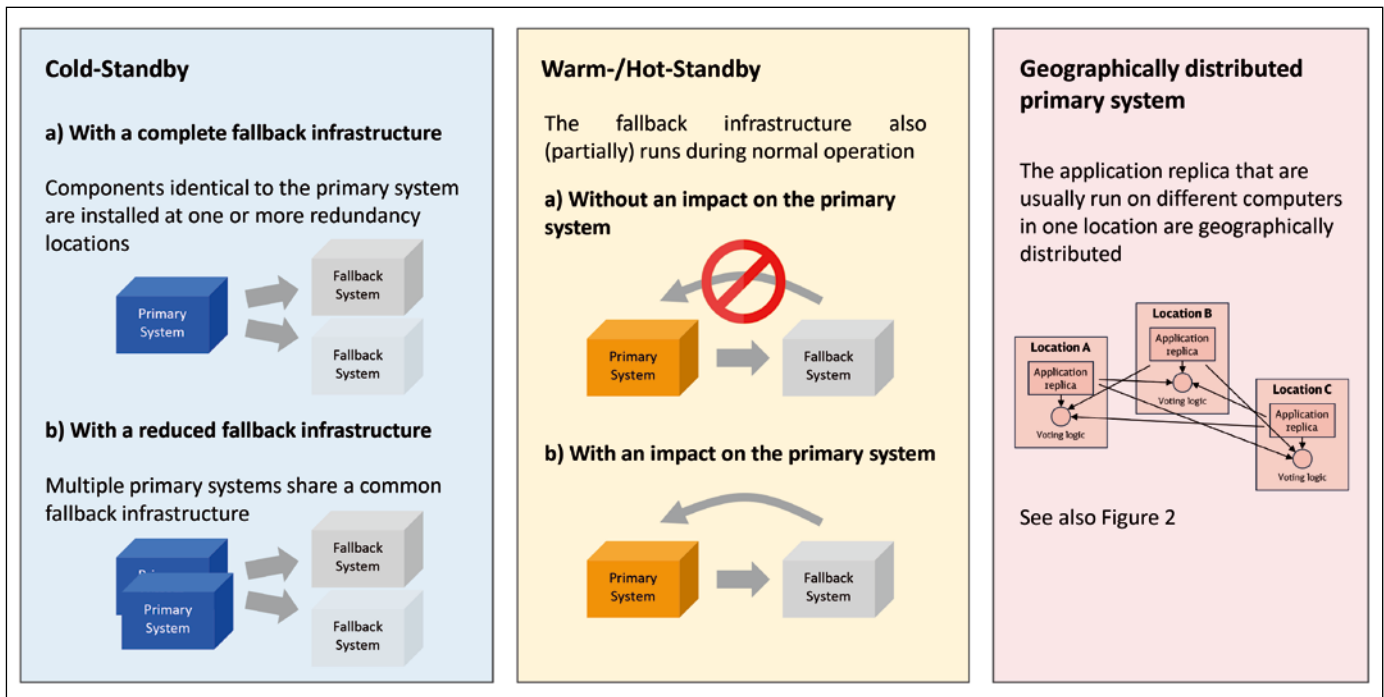 Cold-Standby
a) With a complete fallback infrastructure
Components identical to the primary system
are installed at one or more redundancy
locations
Primary
System
Fallback
System
Fallback
System
b) With a reduced fallback infrastructure
Multiple primary systems share a common
fallback infrastructure
Primary
System
Fallback
System
Fallback
System
Warm-/Hot-Standby
The fallback infrastructure also
(partially) runs during normal operation
a) Without an impact on the primary
system
Primary
System
Fallback
System
b) With an impact on the primary system
Primary
System
Fallback
System
Geographically distributed
primary system
The application replica that are
usually run on different computers
in one location are geographically
distributed
Location A
Application
replica
Voting logic
Location B
Application
replica
Voting logic
Location C
Application
replica
Voting logic
See also Figure 2